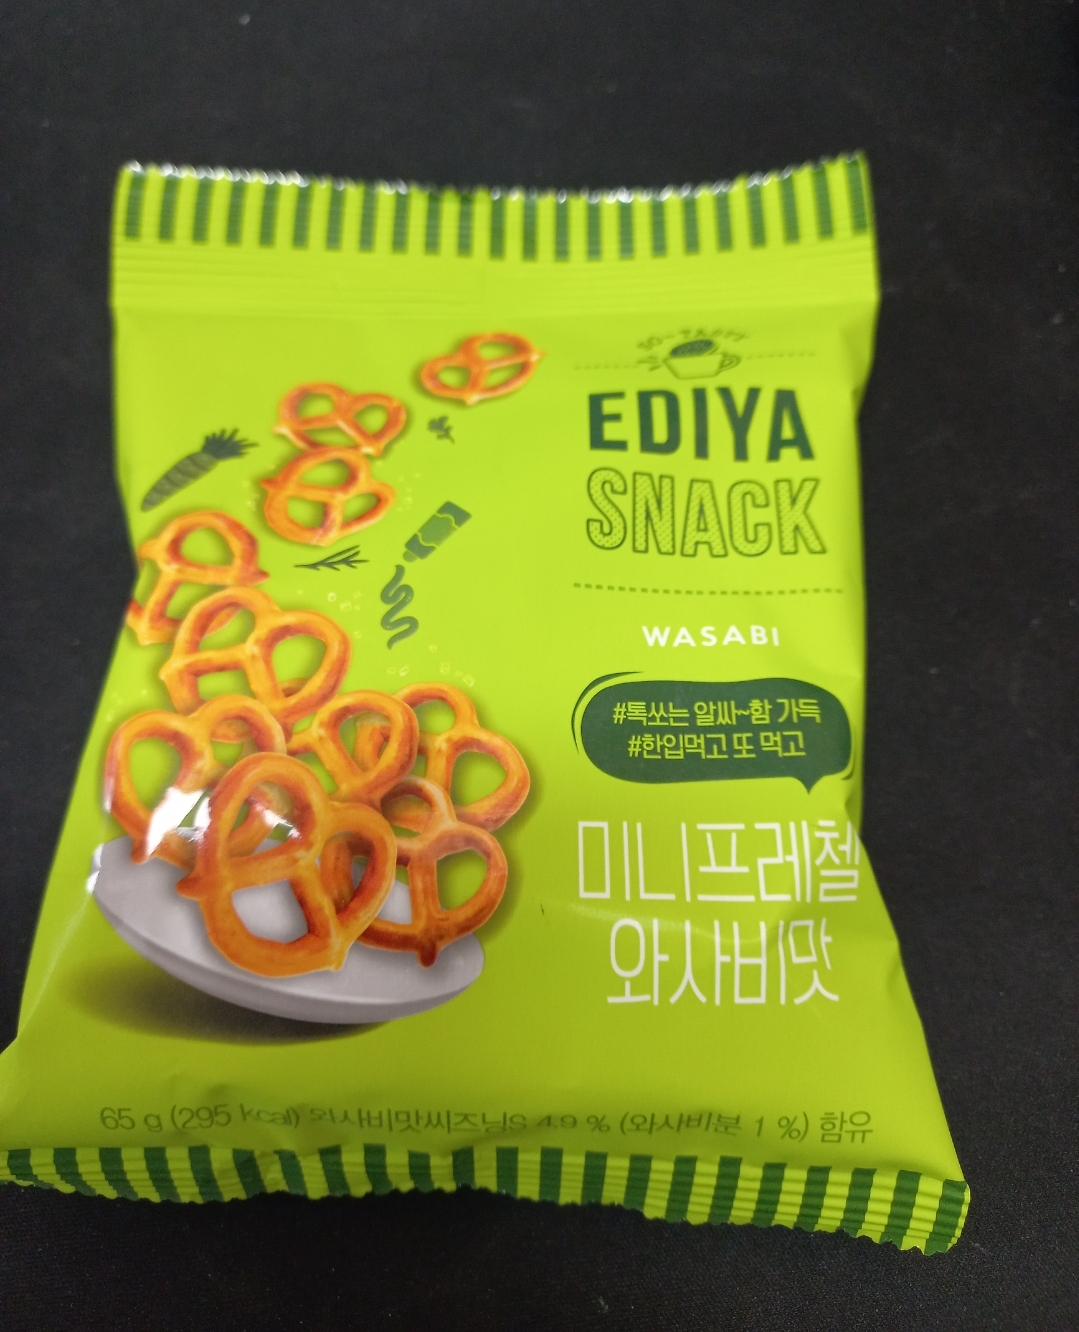 SO~TASTY
EDIYA
SNACK
WASABI
#톡쏘는 알싸~함 가득
#한입먹고 또 먹고
미니프레첼
와사비맛
65 g (295 kcal) 와사비맛씨즈닝S 4.9 % (와사비분 1 %) 함유